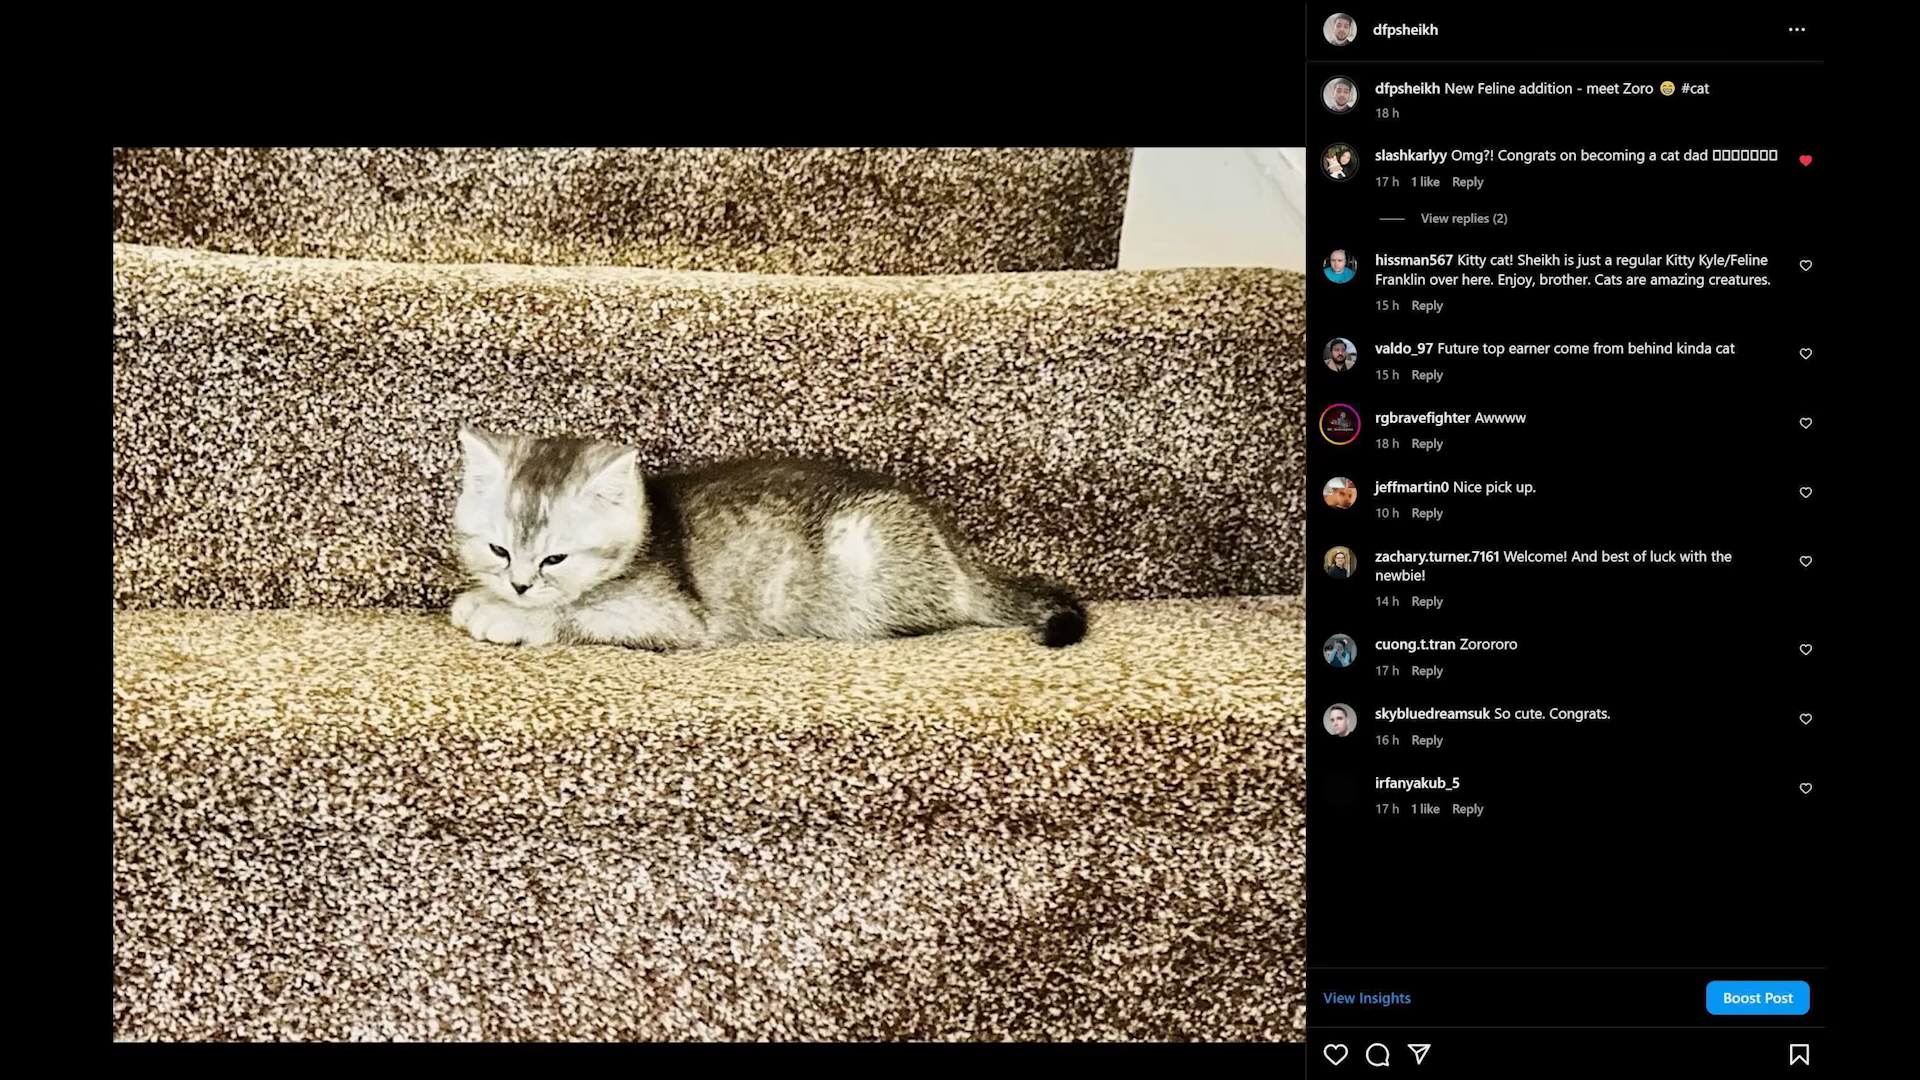 dfpsheikh
dfpsheikh New Feline addition - meet Zoro 😁 #cat
18 h
slashkarlyy Omg?! Congrats on becoming a cat dad ▯▯▯▯▯▯▯
17 h 1 like Reply
View replies (2)
hissman567 Kitty cat! Sheikh is just a regular Kitty Kyle/Feline
Franklin over here. Enjoy, brother. Cats are amazing creatures.
15 h Reply
valdo_97 Future top earner come from behind kinda cat
15 h Reply
rgbravefighter Awwww
18 h Reply
jeffmartin0 Nice pick up.
10 h Reply
zachary.turner.7161 Welcome! And best of luck with the
newbie!
14 h Reply
cuong.t.tran Zorororo
17 h Reply
skybluedreamsuk So cute. Congrats.
16 h Reply
irfanyakub_5
17 h 1 like Reply
View Insights
Boost Post